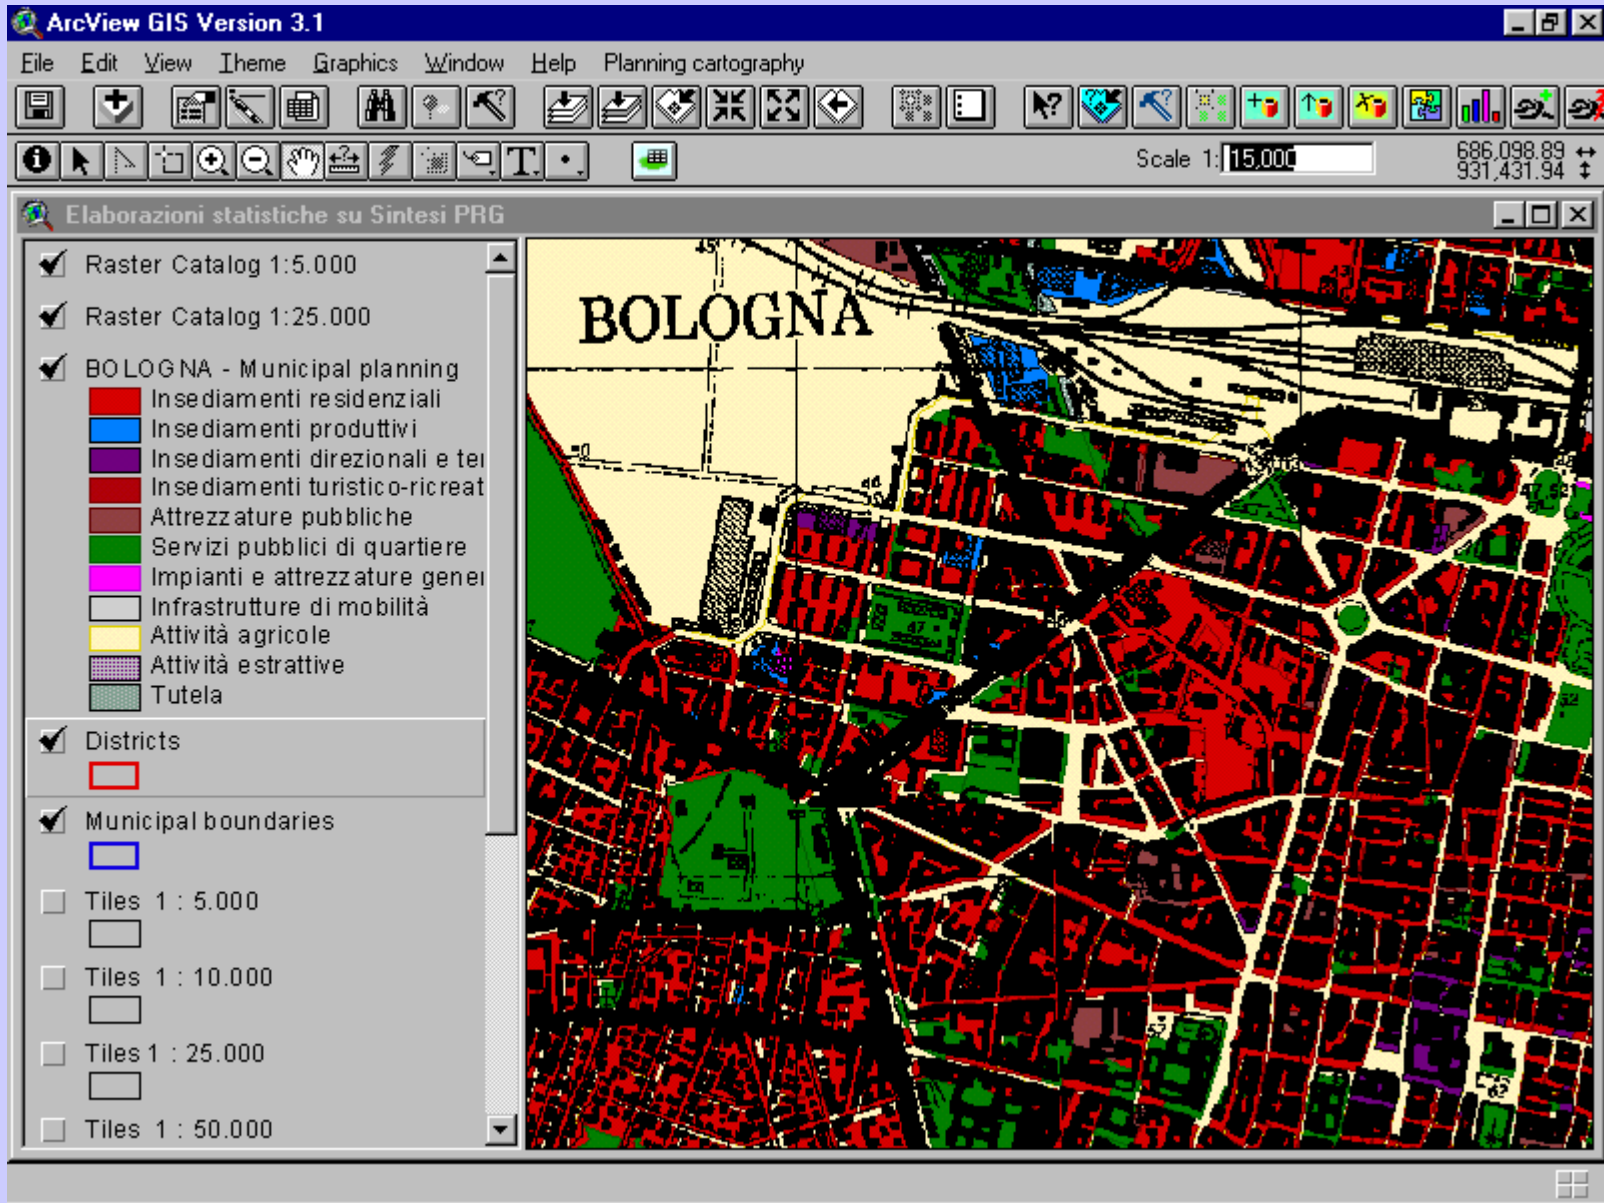 ArcView GIS Version 3.1
File Edit View Theme Graphics Window Help Planning cartography
Scale 1: 15,000
686,098.89
931,431.94
Elaborazioni statistiche su Sintesi PRG
Raster Catalog 1:5.000
Raster Catalog 1:25.000
BOLOGNA - Municipal planning
Insediamenti residenziali
Insediamenti produttivi
Insediamenti direzionali e ter
Insediamenti turistico-ricreat
Attrezzature pubbliche
Servizi pubblici di quartiere
Impianti e attrezzature gener
Infrastrutture di mobilità
Attività agricole
Attività estrattive
Tutela
Districts
Municipal boundaries
Tiles 1 : 5.000
Tiles 1 : 10.000
Tiles 1 : 25.000
Tiles 1 : 50.000
BOLOGNA
47